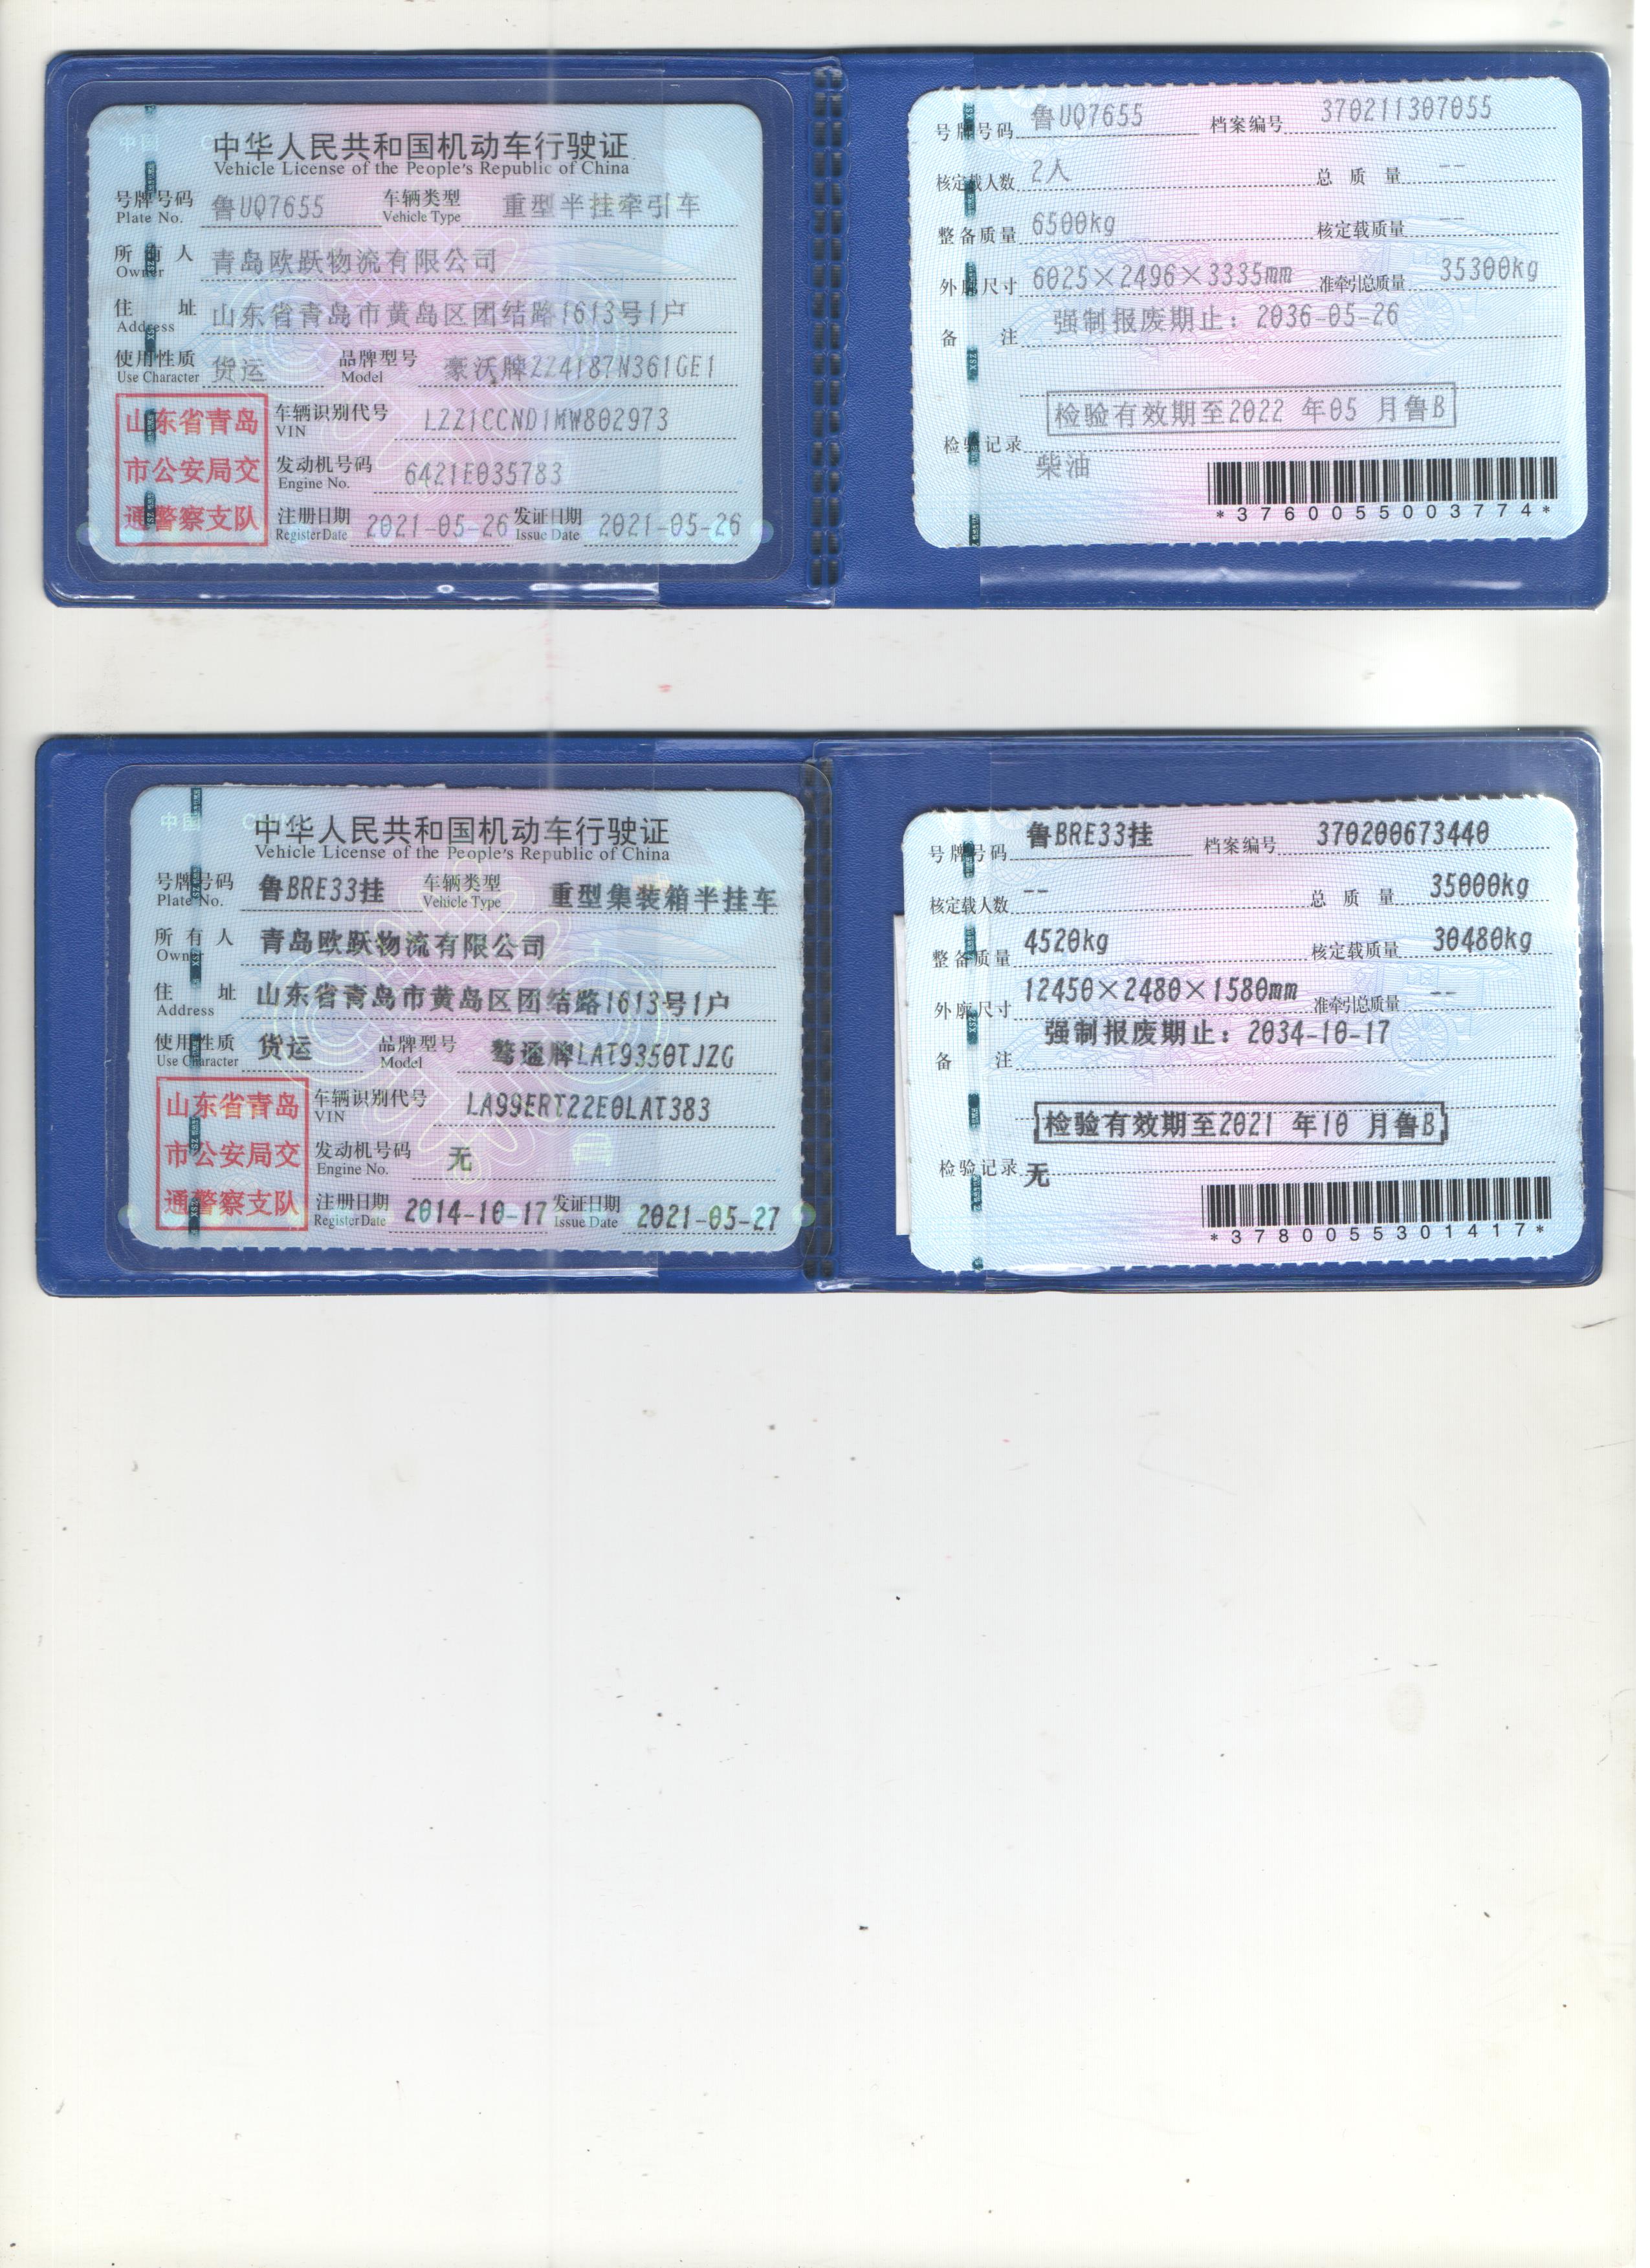 中华人民共和国机动车行驶证
Vehicle License of the People's Republic of China
号牌号码 鲁UQ7655 车辆类型 重型半挂牵引车
Plate No. Vehicle Type
所有人 青岛欧跃物流有限公司
Owner
住址 山东省青岛市黄岛区团结路1613号1户
Address
使用性质 货运 品牌型号 豪沃牌ZZ4187N361GE1
Use Character Model
山东省青岛
市公安局交
通警察支队
车辆识别代号 LZZ1CCND1MW802973
VIN
发动机号码 6421E035783
Engine No.
注册日期 2021-05-26 发证日期 2021-05-26
Register Date Issue Date
号牌号码 鲁UQ7655 档案编号 370211307055
核定载人数 2人 总质量 --
整备质量 6500kg 核定载质量 --
外廓尺寸 6025×2496×3335mm 准牵引总质量 35300kg
备注 强制报废期止：2036-05-26
检验有效期至2022 年05 月鲁B
检验记录
柴油
*3760055003774*
中华人民共和国机动车行驶证
Vehicle License of the People's Republic of China
号牌号码 鲁BRE33挂 车辆类型 重型集装箱半挂车
Plate No. Vehicle Type
所有人 青岛欧跃物流有限公司
Owner
住址 山东省青岛市黄岛区团结路1613号1户
Address
使用性质 货运 品牌型号 骜通牌LAT9350TJZG
Use Character Model
山东省青岛
市公安局交
通警察支队
车辆识别代号 LA99ERT22E0LAT383
VIN
发动机号码 无
Engine No.
注册日期 2014-10-17 发证日期 2021-05-27
Register Date Issue Date
号牌号码 鲁BRE33挂 档案编号 370200673440
核定载人数 -- 总质量 35000kg
整备质量 4520kg 核定载质量 30480kg
外廓尺寸 12450×2480×1580mm 准牵引总质量 --
备注 强制报废期止：2034-10-17
检验有效期至2021 年10 月鲁B
检验记录 无
*3780055301417*